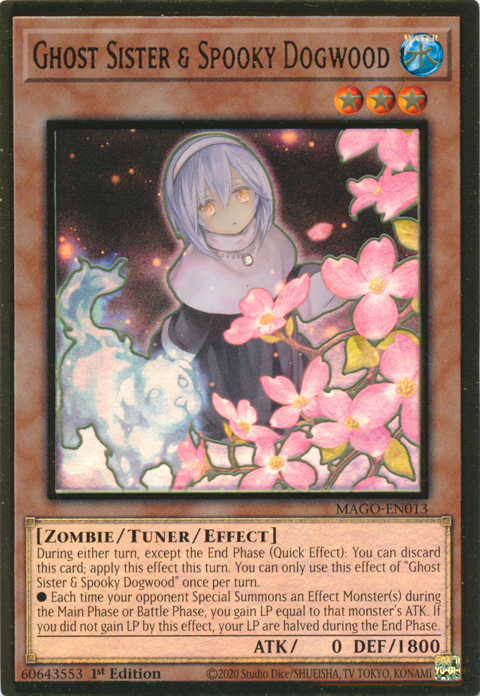 GHOST SISTER & SPOOKY DOGWOOD
WATER
水
MAGO-EN013
[ZOMBIE/TUNER/EFFECT]
During either turn, except the End Phase (Quick Effect): You can discard
this card; apply this effect this turn. You can only use this effect of "Ghost
Sister & Spooky Dogwood" once per turn.
● Each time your opponent Special Summons an Effect Monster(s) during
the Main Phase or Battle Phase, you gain LP equal to that monster's ATK. If
you did not gain LP by this effect, your LP are halved during the End Phase.
ATK/ 0 DEF/1800
60643553 1st Edition ©2020 Studio Dice/SHUEISHA, TV TOKYO, KONAMI